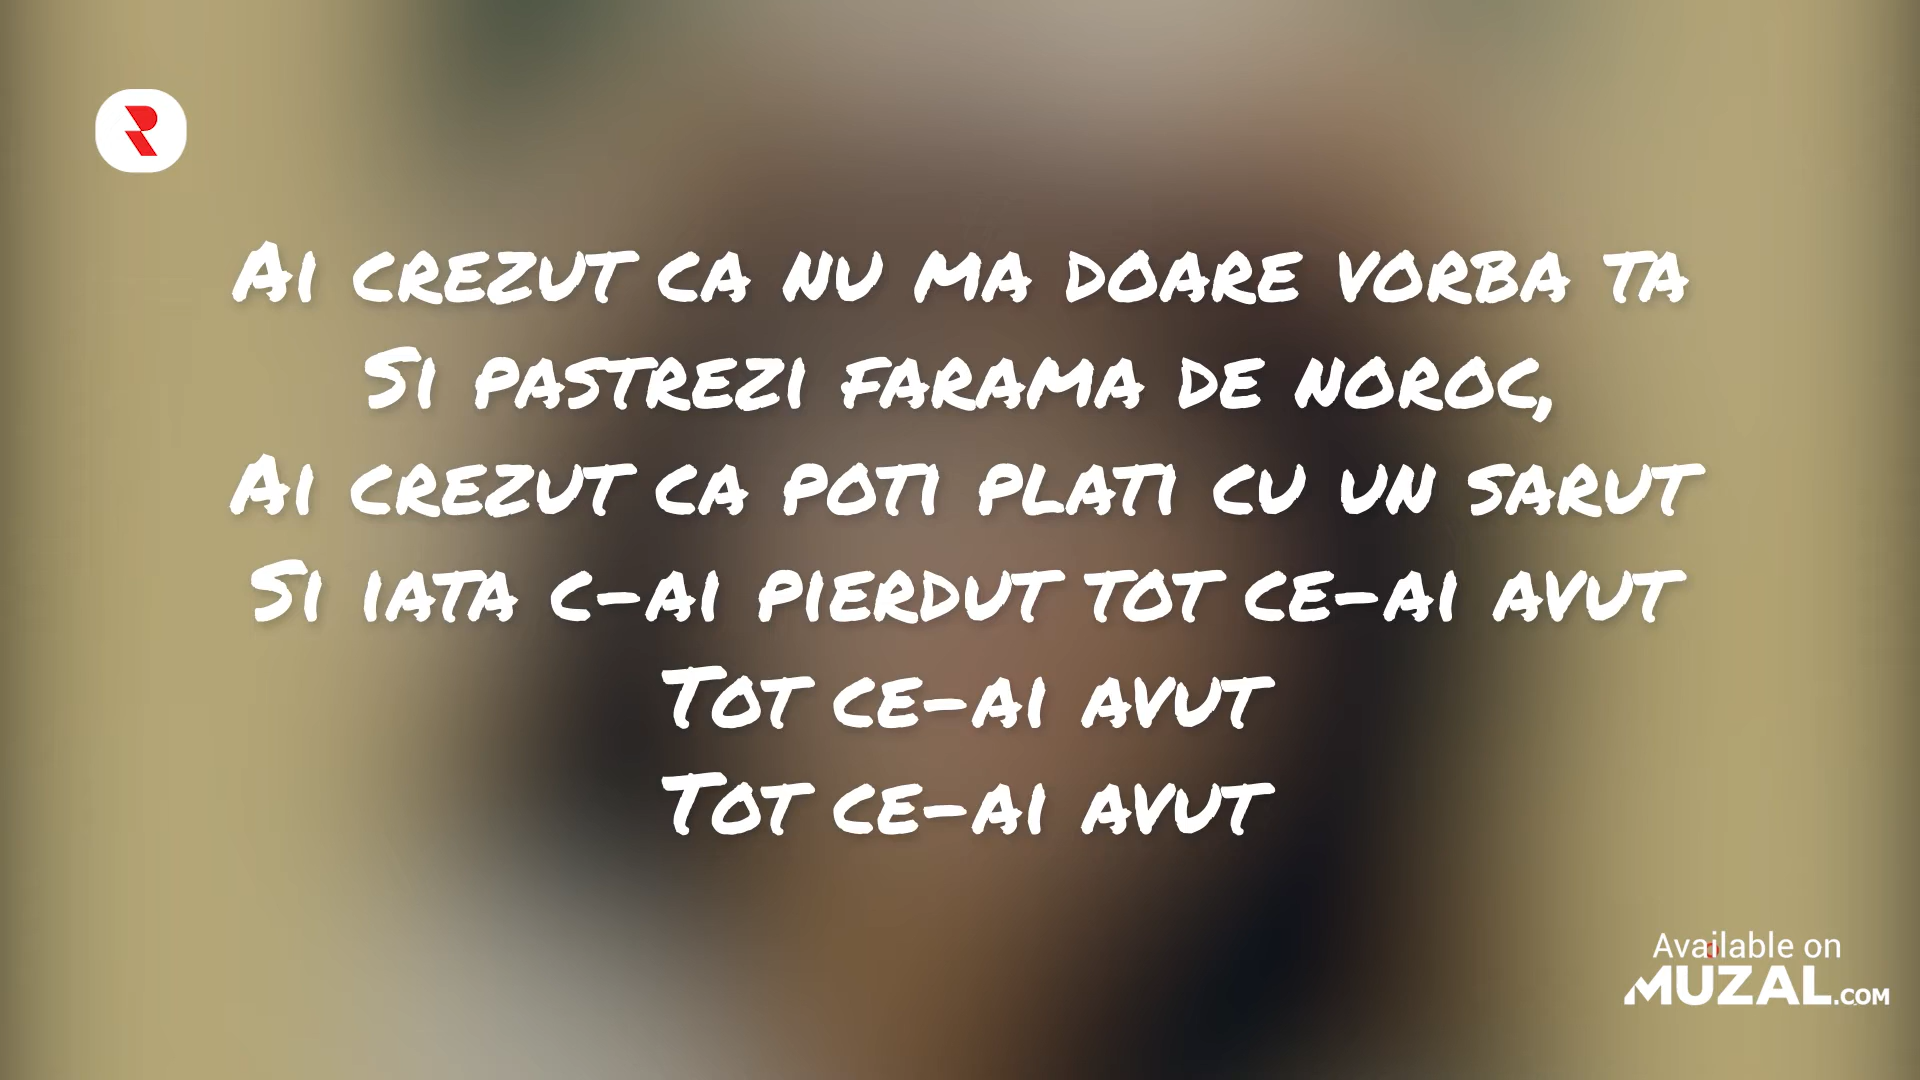 R
Ai crezut ca nu ma doare vorba ta
Si pastrezi farama de noroc,
Ai crezut ca poti plati cu un sarut
Si iata c-ai pierdut tot ce-ai avut
Tot ce-ai avut
Tot ce-ai avut
Available on
MUZAL.COM